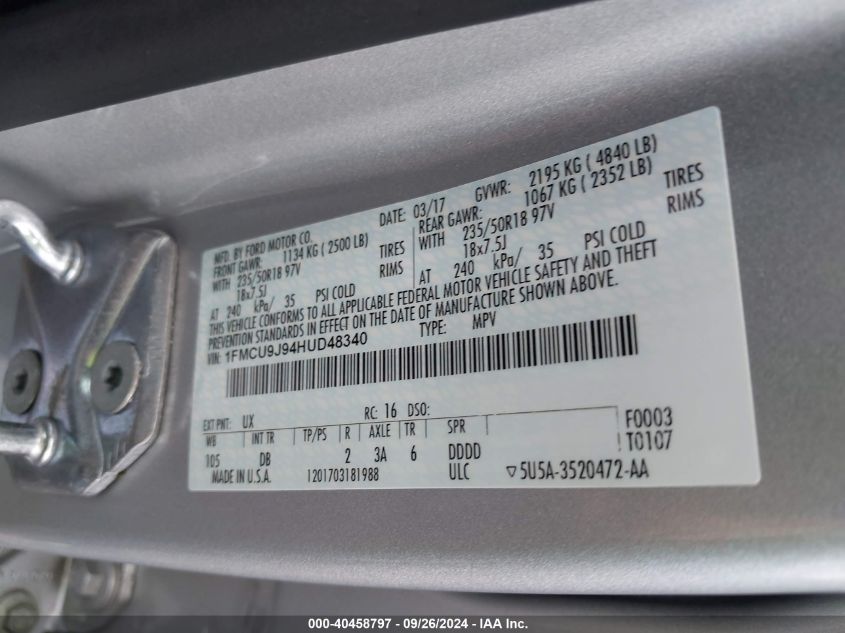 MFD. BY FORD MOTOR CO.
DATE: 03/17
GVWR: 2195 KG ( 4840 LB)
FRONT GAWR: 1134 KG ( 2500 LB)
REAR GAWR: 1067 KG ( 2352 LB)
WITH 235/50R18 97V TIRES
WITH 235/50R18 97V TIRES
18x7.5J RIMS
18x7.5J RIMS
AT 240 kPa/ 35 PSI COLD
AT 240 kPa/ 35 PSI COLD
THIS VEHICLE CONFORMS TO ALL APPLICABLE FEDERAL MOTOR VEHICLE SAFETY AND THEFT
PREVENTION STANDARDS IN EFFECT ON THE DATE OF MANUFACTURE SHOWN ABOVE.
VIN: 1FMCU9J94HUD48340
TYPE: MPV
EXT PNT: UX RC: 16 DSO:
WB INT TR TP/PS R AXLE TR SPR
105 DB 2 3A 6 DDDD
F0003
T0107
MADE IN U.S.A. 1201703181988 ULC ▽5U5A-3520472-AA
000-40458797 - 09/26/2024 - IAA Inc.